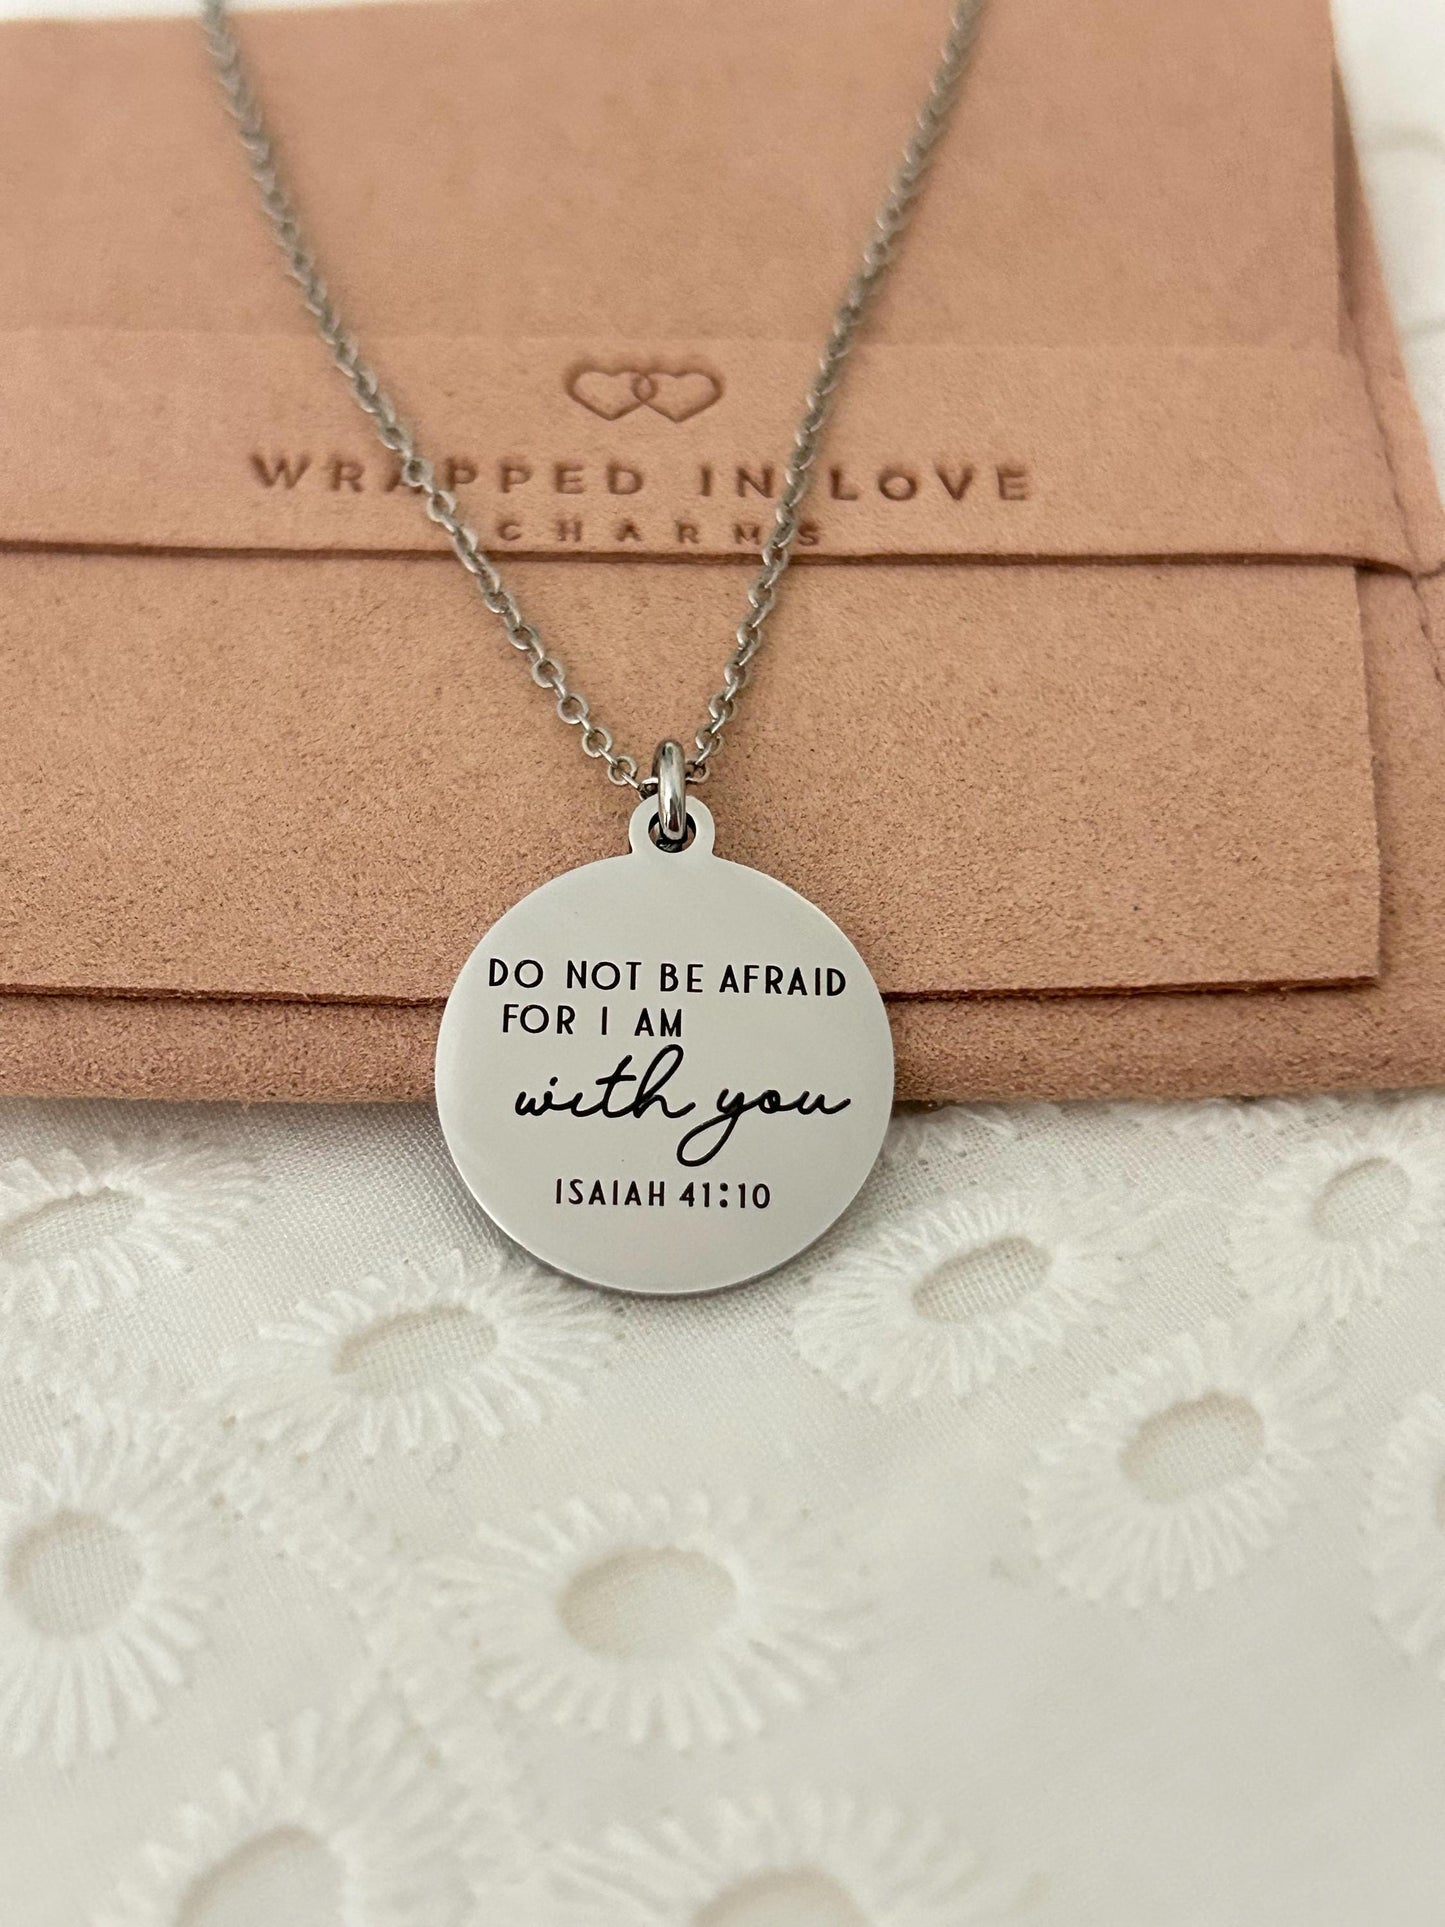 WRAPPED IN LOVE
CHARMS
DO NOT BE AFRAID
FOR I AM
with you
ISAIAH 41:10